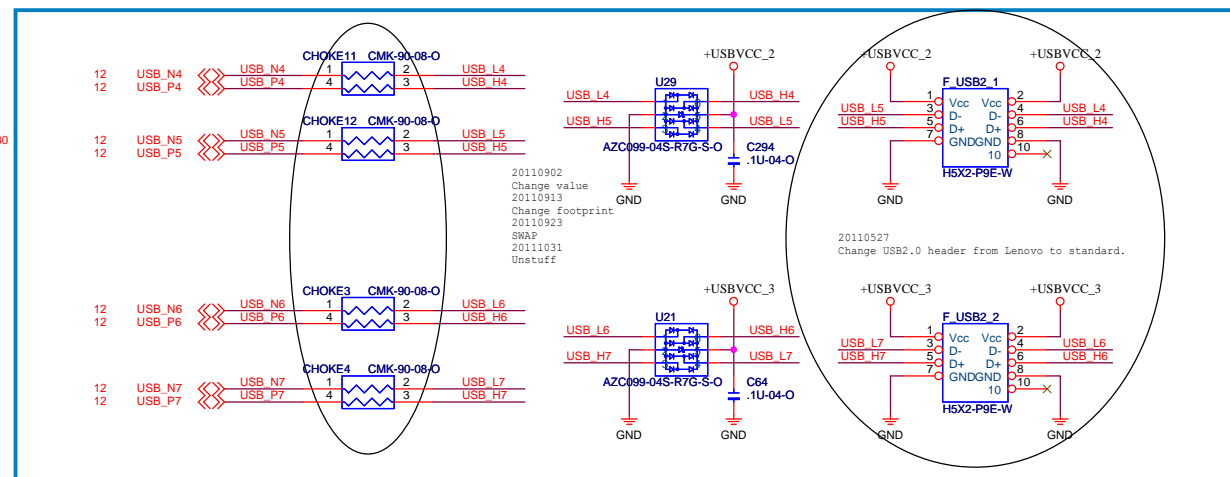 CHOKE11 CMK-90-08-O
12 USB_N4 USB_N4 1 2 USB_L4
12 USB_P4 USB_P4 4 3 USB_H4
CHOKE12 CMK-90-08-O
12 USB_N5 USB_N5 1 2 USB_L5
12 USB_P5 USB_P5 4 3 USB_H5
20110902
Change value
20110913
Change footprint
20110923
SWAP
20111031
Unstuff
CHOKE3 CMK-90-08-O
12 USB_N6 USB_N6 1 2 USB_L6
12 USB_P6 USB_P6 4 3 USB_H6
CHOKE4 CMK-90-08-O
12 USB_N7 USB_N7 1 2 USB_L7
12 USB_P7 USB_P7 4 3 USB_H7
+USBVCC_2
U29
USB_L4 USB_H4
USB_H5 USB_L5
AZC099-04S-R7G-S-O
C294
.1U-04-O
GND GND
+USBVCC_3
U21
USB_L6 USB_H6
USB_H7 USB_L7
AZC099-04S-R7G-S-O
C64
.1U-04-O
GND GND
+USBVCC_2 +USBVCC_2
F_USB2_1
1 Vcc Vcc 2
USB_L5 3 D- D- 4 USB_L4
USB_H5 5 D+ D+ 6 USB_H4
7 GND GND 8
10 10
H5X2-P9E-W
GND GND
20110527
Change USB2.0 header from Lenovo to standard.
+USBVCC_3 +USBVCC_3
F_USB2_2
1 Vcc Vcc 2
USB_L7 3 D- D- 4 USB_L6
USB_H7 5 D+ D+ 6 USB_H6
7 GND GND 8
10 10
H5X2-P9E-W
GND GND